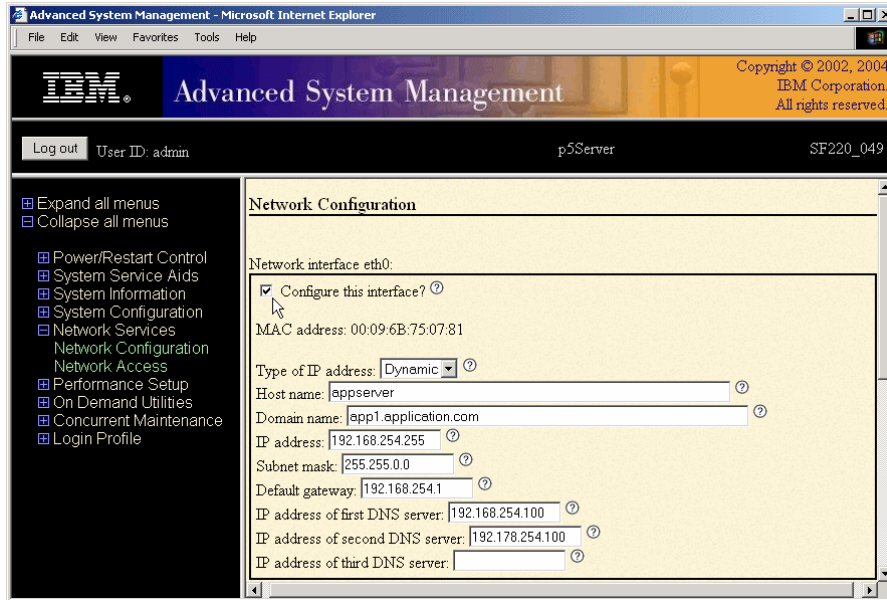 Advanced System Management - Microsoft Internet Explorer
File Edit View Favorites Tools Help
IBM.
Advanced System Management
Copyright © 2002, 2004
IBM Corporation.
All rights reserved.
Log out User ID: admin p5Server SF220_049
Expand all menus
Collapse all menus
Power/Restart Control
System Service Aids
System Information
System Configuration
Network Services
Network Configuration
Network Access
Performance Setup
On Demand Utilities
Concurrent Maintenance
Login Profile
Network Configuration
Network interface eth0:
Configure this interface? ?
MAC address: 00:09:6B:75:07:81
Type of IP address: Dynamic ?
Host name: appserver ?
Domain name: app1.application.com ?
IP address: 192.168.254.255 ?
Subnet mask: 255.255.0.0 ?
Default gateway: 192.168.254.1 ?
IP address of first DNS server: 192.168.254.100 ?
IP address of second DNS server: 192.178.254.100 ?
IP address of third DNS server: ?